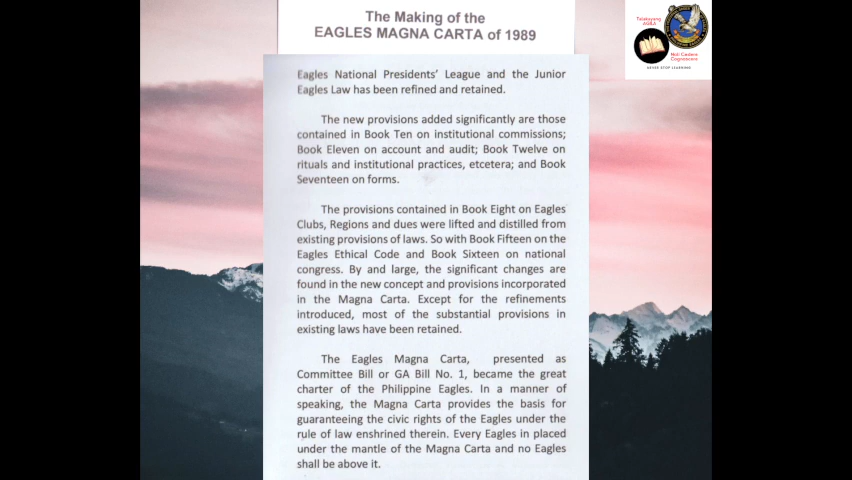 The Making of the
EAGLES MAGNA CARTA of 1989
Talakayang
AGILA
Noli Cedere
Cognoscence
NEVER STOP LEARNING
Eagles National Presidents' League and the Junior
Eagles Law has been refined and retained.
The new provisions added significantly are those
contained in Book Ten on institutional commissions;
Book Eleven on account and audit; Book Twelve on
rituals and institutional practices, etcetera; and Book
Seventeen on forms.
The provisions contained in Book Eight on Eagles
Clubs, Regions and dues were lifted and distilled from
existing provisions of laws. So with Book Fifteen on the
Eagles Ethical Code and Book Sixteen on national
congress. By and large, the significant changes are
found in the new concept and provisions incorporated
in the Magna Carta. Except for the refinements
introduced, most of the substantial provisions in
existing laws have been retained.
The Eagles Magna Carta, presented as
Committee Bill or GA Bill No. 1, became the great
charter of the Philippine Eagles. In a manner of
speaking, the Magna Carta provides the basis for
guaranteeing the civic rights of the Eagles under the
rule of law enshrined therein. Every Eagles in placed
under the mantle of the Magna Carta and no Eagles
shall be above it.